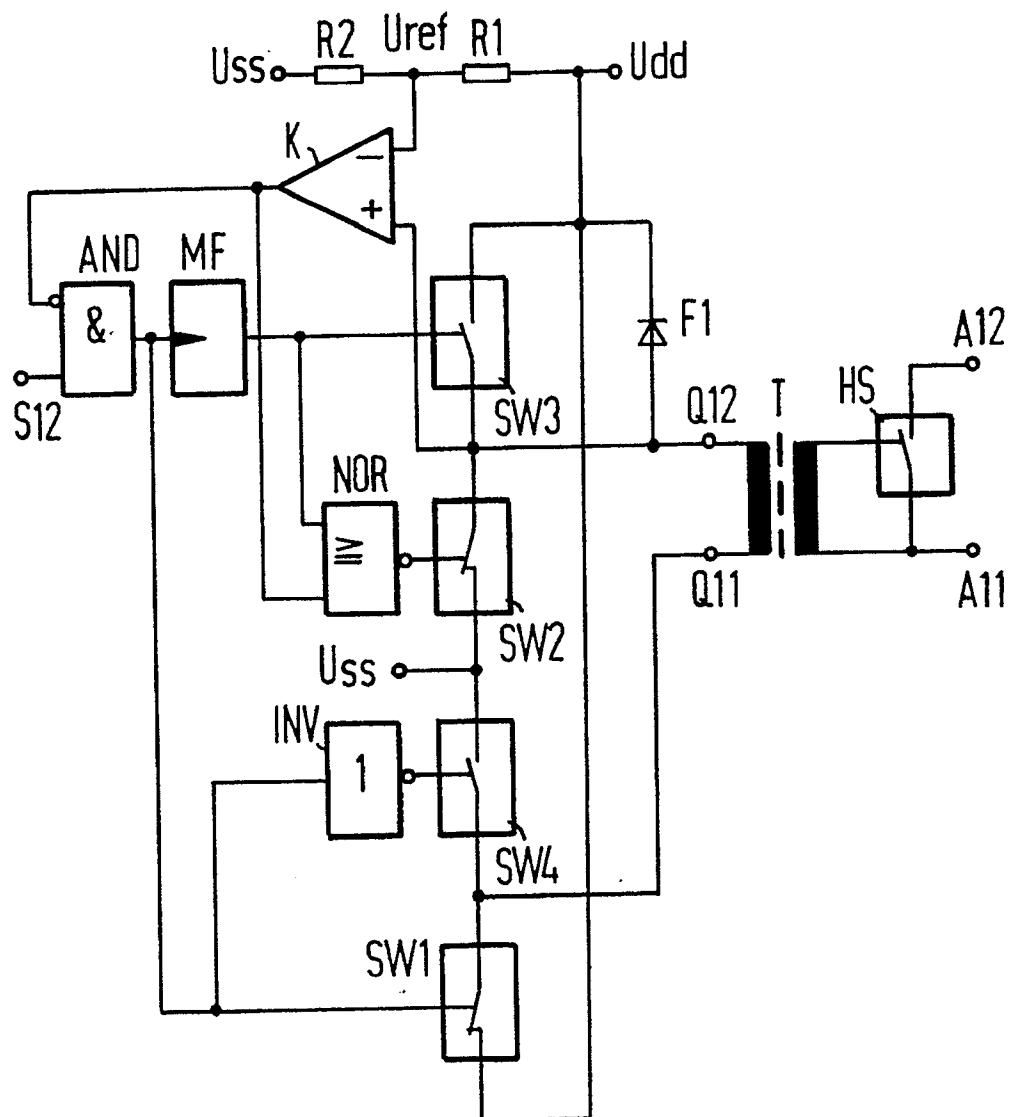 Uss R2 Uref R1 Udd
K
−
+
AND MF
&
S12
SW3
F1
Q12 T HS A12
NOR
≥
Q11 A11
SW2
Uss
INV
1
SW4
SW1